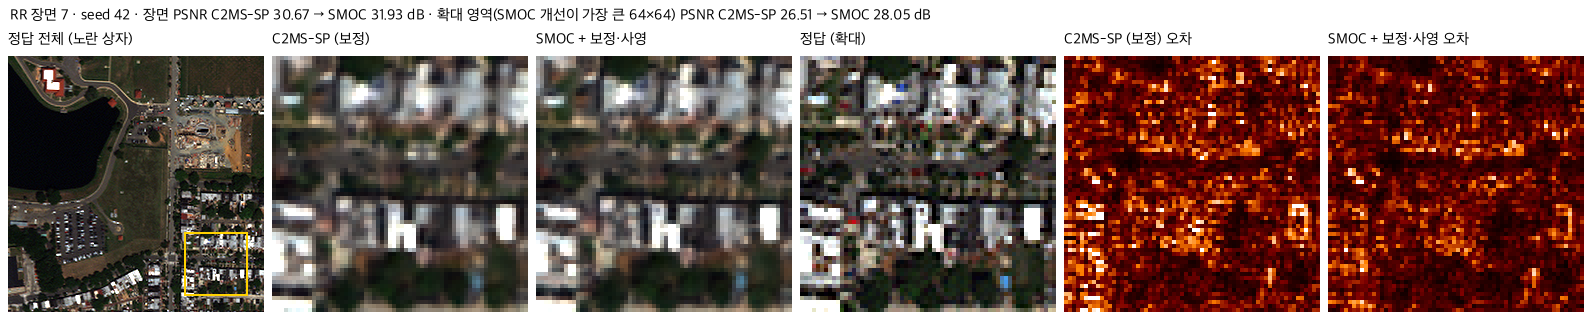 RR 장면 7 · seed 42 · 장면 PSNR C2MS-SP 30.67 → SMOC 31.93 dB · 확대 영역(SMOC 개선이 가장 큰 64×64) PSNR C2MS-SP 26.51 → SMOC 28.05 dB
정답 전체 (노란 상자)
C2MS-SP (보정)
SMOC + 보정·사영
정답 (확대)
C2MS-SP (보정) 오차
SMOC + 보정·사영 오차